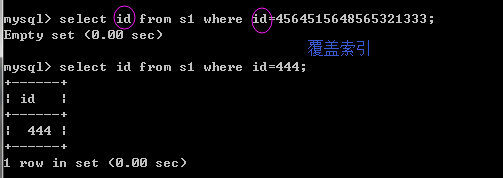 mysql> select id from s1 where id=4564515648565321333;
Empty set (0.00 sec)
覆盖索引
mysql> select id from s1 where id=444;
+------+
¦ id   ¦
+------+
¦  444 ¦
+------+
1 row in set (0.00 sec)